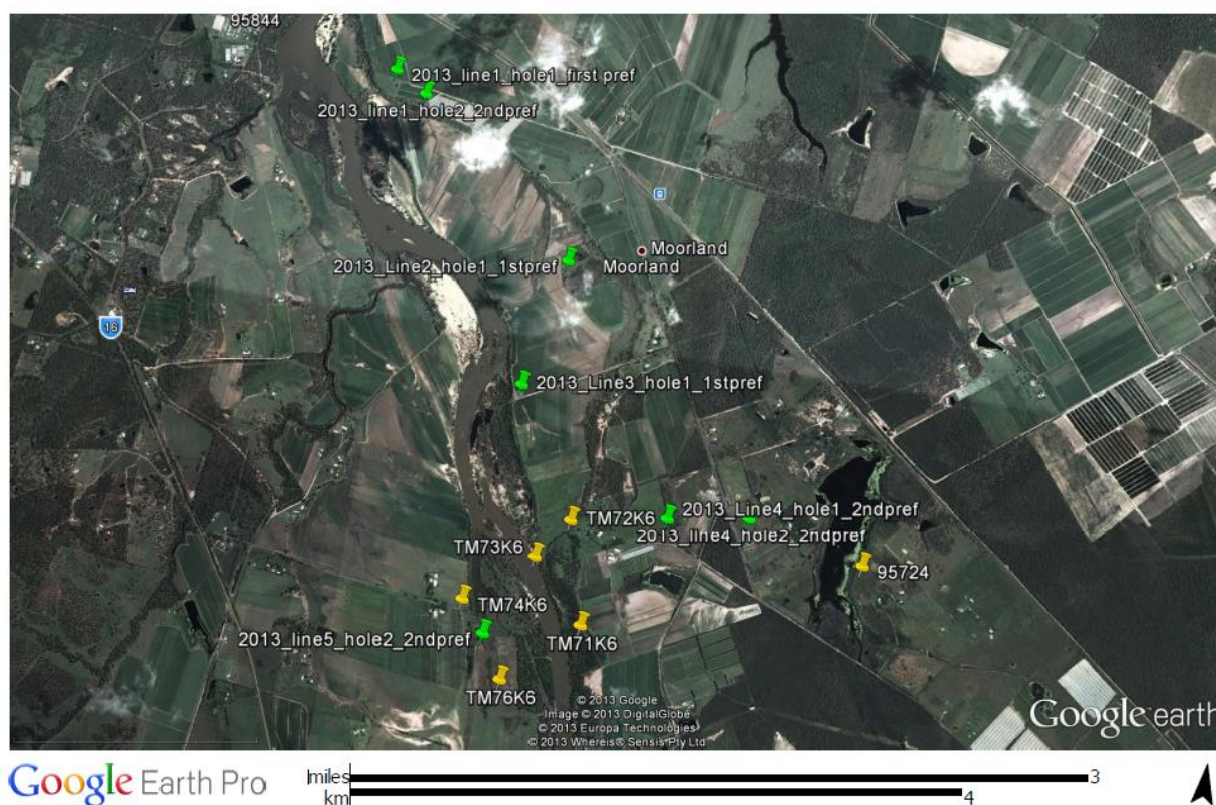 95844
2013_line1_hole1_first pref
2013_line1_hole2_2ndpref
Moorland
2013_Line2_hole1_1stpref
Moorland
16
2013_Line3_hole1_1stpref
TM72K6
2013_Line4_hole1_2ndpref
2013_line4_hole2_2ndpref
TM73K6
95724
TM74K6
2013_line5_hole2_2ndpref
TM71K6
TM76K6
© 2013 Google
Image © 2013 DigitalGlobe
© 2013 Europa Technologies
© 2013 Whereis® Sensis Pty Ltd
Google earth
Google Earth Pro
miles
3
km
4